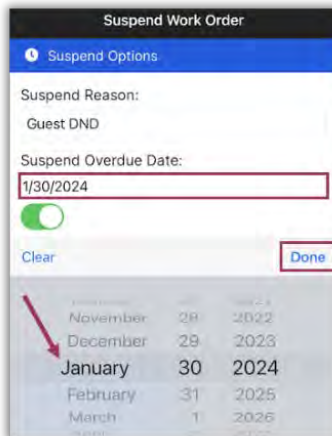 Suspend Work Order
Suspend Options
Suspend Reason:
Guest DND
Suspend Overdue Date:
1/30/2024
Clear Done
November 28 2022
December 29 2023
January 30 2024
February 31 2025
March 1 2026